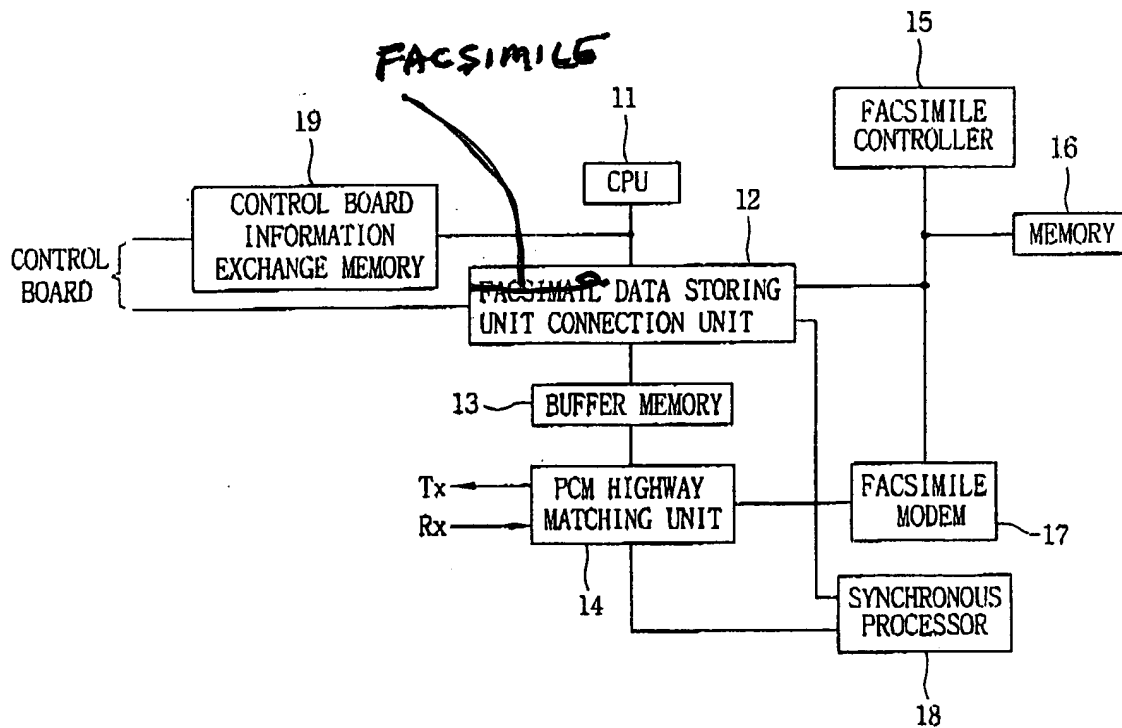 FACSIMILE
15
FACSIMILE
CONTROLLER
11
CPU
19
CONTROL BOARD
INFORMATION
EXCHANGE MEMORY
16
MEMORY
12
CONTROL
BOARD
FACSIMAIL DATA STORING
UNIT CONNECTION UNIT
13
BUFFER MEMORY
Tx
Rx
PCM HIGHWAY
MATCHING UNIT
14
FACSIMILE
MODEM
17
SYNCHRONOUS
PROCESSOR
18